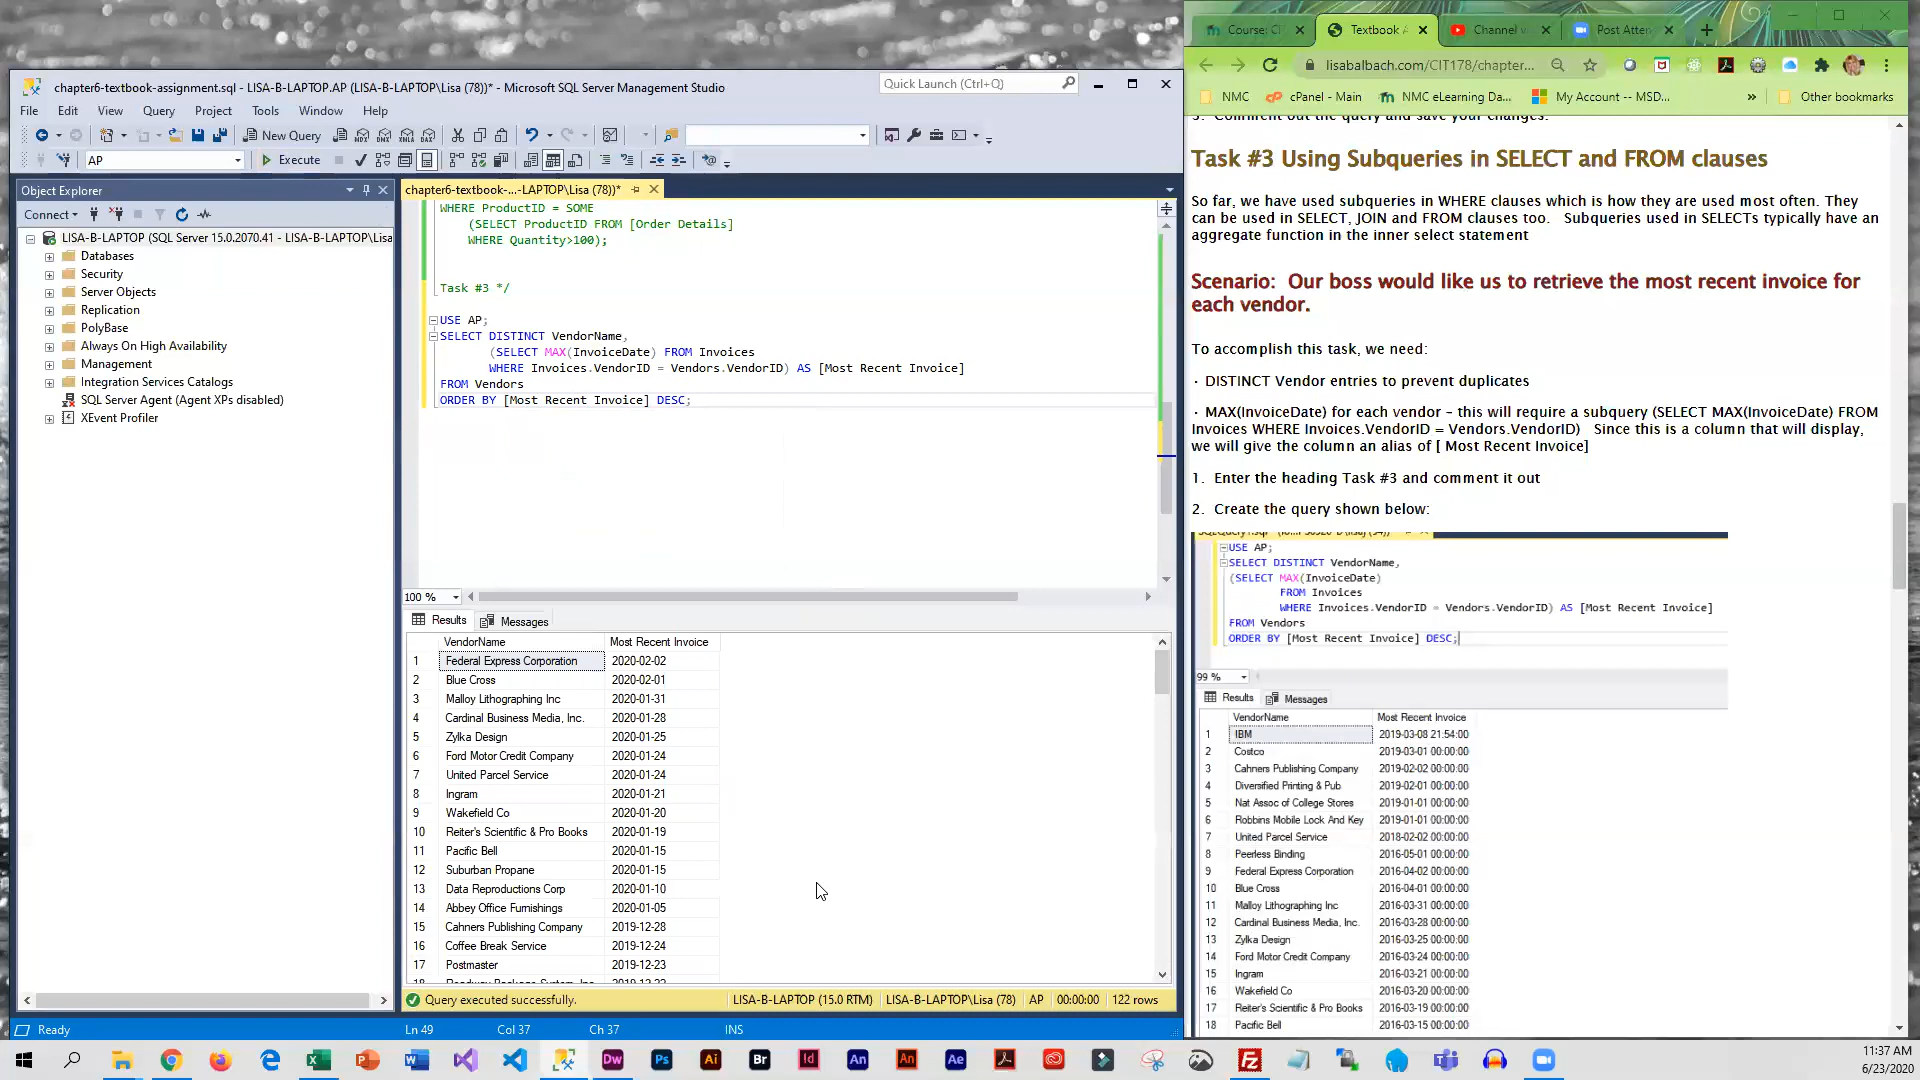 chapter6-textbook-assignment.sql - LISA-B-LAPTOP.AP (LISA-B-LAPTOP\Lisa (78))* - Microsoft SQL Server Management Studio
Quick Launch (Ctrl+Q)
File Edit View Query Project Tools Window Help
New Query
AP
Execute
Object Explorer
Connect
LISA-B-LAPTOP (SQL Server 15.0.2070.41 - LISA-B-LAPTOP\Lisa
Databases
Security
Server Objects
Replication
PolyBase
Always On High Availability
Management
Integration Services Catalogs
SQL Server Agent (Agent XPs disabled)
XEvent Profiler
chapter6-textbook-...-LAPTOP\Lisa (78))*
WHERE ProductID = SOME
(SELECT ProductID FROM [Order Details]
WHERE Quantity>100);
Task #3 */
USE AP;
SELECT DISTINCT VendorName,
(SELECT MAX(InvoiceDate) FROM Invoices
WHERE Invoices.VendorID = Vendors.VendorID) AS [Most Recent Invoice]
FROM Vendors
ORDER BY [Most Recent Invoice] DESC;
100 %
Results Messages
VendorName Most Recent Invoice
1 Federal Express Corporation 2020-02-02
2 Blue Cross 2020-02-01
3 Malloy Lithographing Inc 2020-01-31
4 Cardinal Business Media, Inc. 2020-01-28
5 Zylka Design 2020-01-25
6 Ford Motor Credit Company 2020-01-24
7 United Parcel Service 2020-01-24
8 Ingram 2020-01-21
9 Wakefield Co 2020-01-20
10 Reiter's Scientific & Pro Books 2020-01-19
11 Pacific Bell 2020-01-15
12 Suburban Propane 2020-01-15
13 Data Reproductions Corp 2020-01-10
14 Abbey Office Furnishings 2020-01-05
15 Cahners Publishing Company 2019-12-28
16 Coffee Break Service 2019-12-24
17 Postmaster 2019-12-23
Query executed successfully. LISA-B-LAPTOP (15.0 RTM) LISA-B-LAPTOP\Lisa (78) AP 00:00:00 122 rows
Ready Ln 49 Col 37 Ch 37 INS
Course: CI Textbook A Channel v Post Atten
lisabalbach.com/CIT178/chapter...
NMC cPanel - Main NMC eLearning Da... My Account -- MSD... » Other bookmarks
Comment out the query and save your changes.
Task #3 Using Subqueries in SELECT and FROM clauses
So far, we have used subqueries in WHERE clauses which is how they are used most often. They
can be used in SELECT, JOIN and FROM clauses too. Subqueries used in SELECTs typically have an
aggregate function in the inner select statement
Scenario: Our boss would like us to retrieve the most recent invoice for
each vendor.
To accomplish this task, we need:
• DISTINCT Vendor entries to prevent duplicates
• MAX(InvoiceDate) for each vendor – this will require a subquery (SELECT MAX(InvoiceDate) FROM
Invoices WHERE Invoices.VendorID = Vendors.VendorID) Since this is a column that will display,
we will give the column an alias of [ Most Recent Invoice]
1. Enter the heading Task #3 and comment it out
2. Create the query shown below:
USE AP;
SELECT DISTINCT VendorName,
(SELECT MAX(InvoiceDate)
FROM Invoices
WHERE Invoices.VendorID = Vendors.VendorID) AS [Most Recent Invoice]
FROM Vendors
ORDER BY [Most Recent Invoice] DESC;
99 %
Results Messages
VendorName Most Recent Invoice
1 IBM 2019-03-08 21:54:00
2 Costco 2019-03-01 00:00:00
3 Cahners Publishing Company 2019-02-02 00:00:00
4 Diversified Printing & Pub 2019-02-01 00:00:00
5 Nat Assoc of College Stores 2019-01-01 00:00:00
6 Robbins Mobile Lock And Key 2019-01-01 00:00:00
7 United Parcel Service 2018-02-02 00:00:00
8 Peerless Binding 2016-05-01 00:00:00
9 Federal Express Corporation 2016-04-02 00:00:00
10 Blue Cross 2016-04-01 00:00:00
11 Malloy Lithographing Inc 2016-03-31 00:00:00
12 Cardinal Business Media, Inc. 2016-03-28 00:00:00
13 Zylka Design 2016-03-25 00:00:00
14 Ford Motor Credit Company 2016-03-24 00:00:00
15 Ingram 2016-03-21 00:00:00
16 Wakefield Co 2016-03-20 00:00:00
17 Reiter's Scientific & Pro Books 2016-03-19 00:00:00
18 Pacific Bell 2016-03-15 00:00:00
11:37 AM
6/23/2020